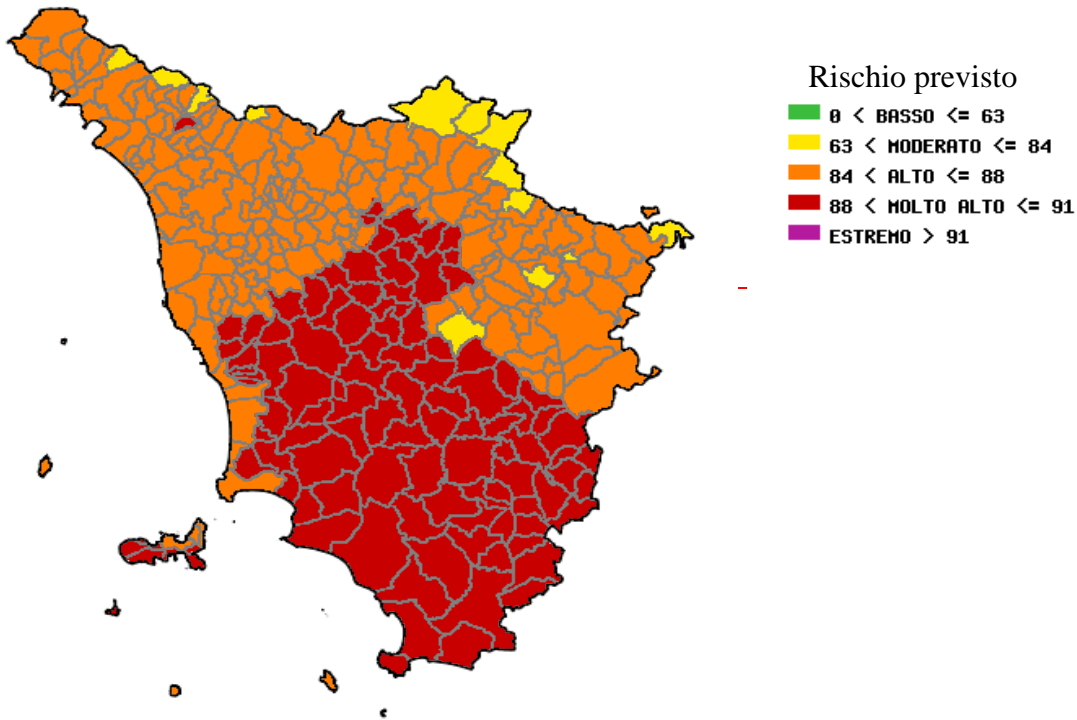 Rischio previsto
0 < BASSO <= 63
63 < MODERATO <= 84
84 < ALTO <= 88
88 < MOLTO ALTO <= 91
ESTREMO > 91